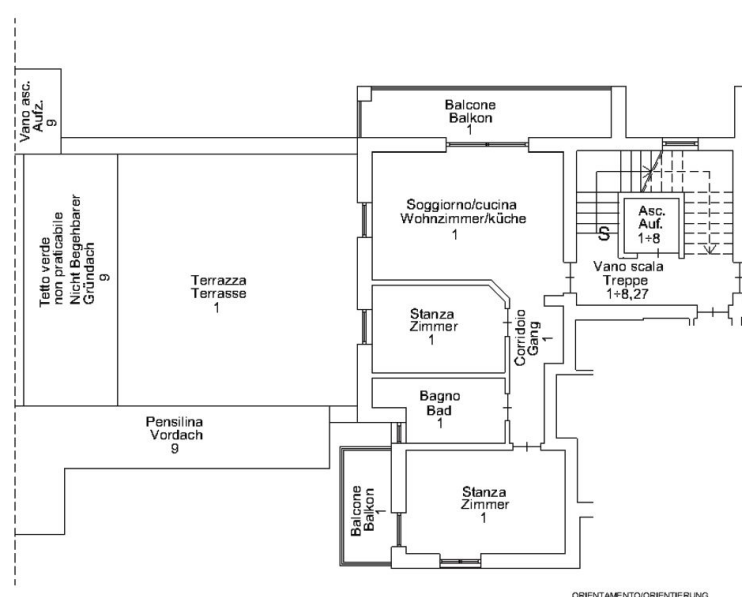 Vano asc.
Aufz.
9
Balcone
Balkon
1
Soggiorno/cucina
Wohnzimmer/küche
1
Asc.
Auf.
1÷8
S
Vano scala
Treppe
1÷8,27
Tetto verde
non praticabile
Nicht Begehbarer
Gründach
9
Terrazza
Terrasse
1
Stanza
Zimmer
1
Corridoio
Gang
1
Bagno
Bad
1
Pensilina
Vordach
9
Balcone
Balkon
1
Stanza
Zimmer
1
ORIENTAMENTO/ORIENTIERUNG